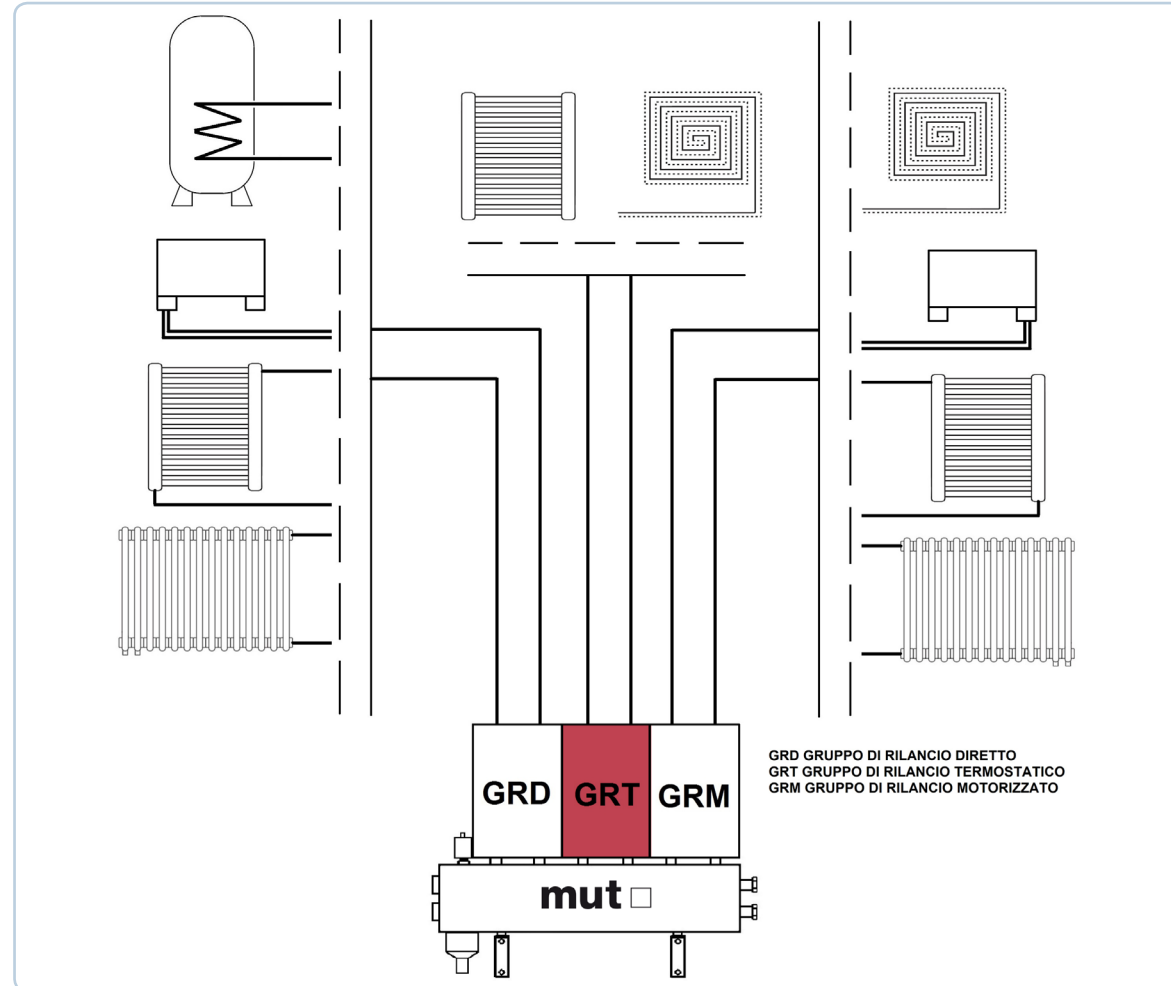 GRD GRUPPO DI RILANCIO DIRETTO
GRT GRUPPO DI RILANCIO TERMOSTATICO
GRM GRUPPO DI RILANCIO MOTORIZZATO
GRD GRT GRM
mut